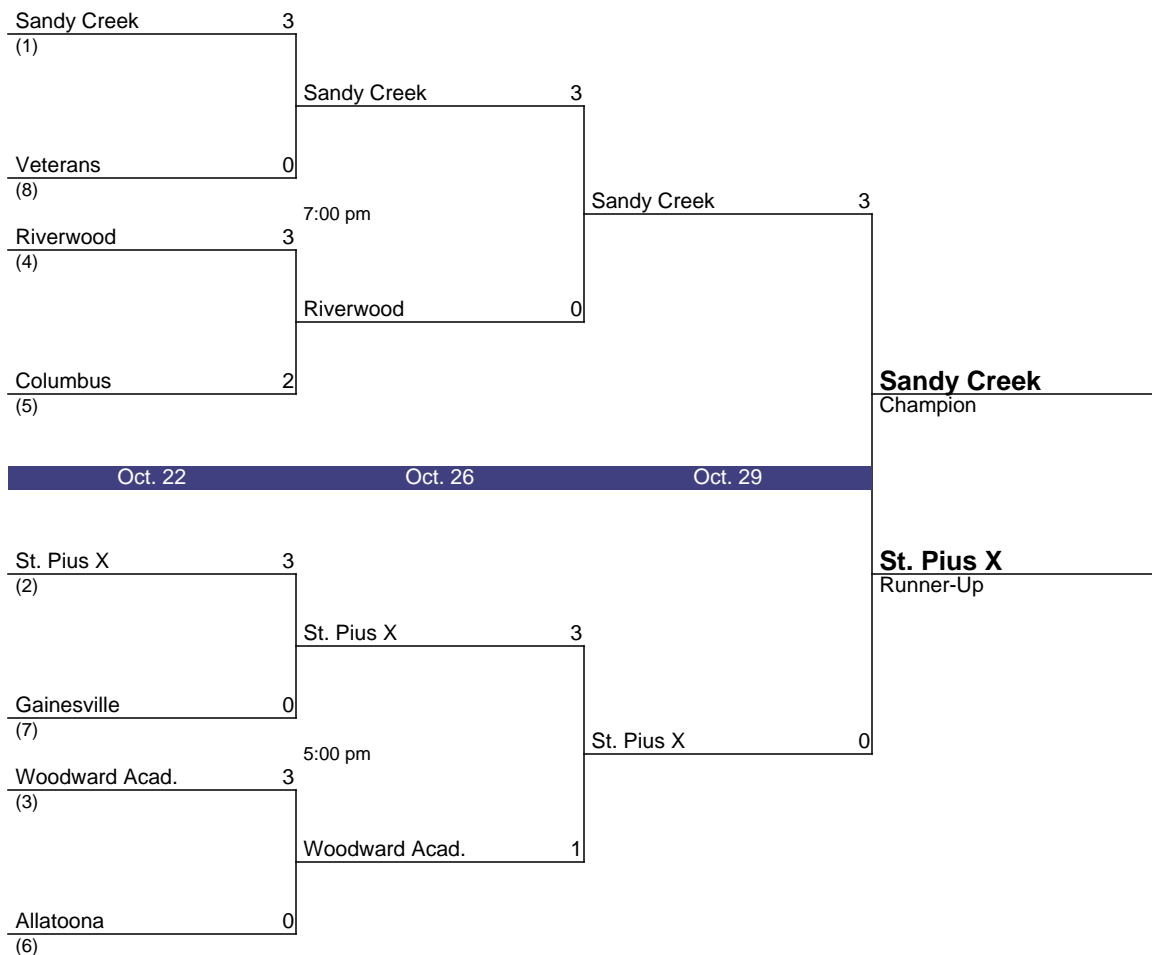 Sandy Creek 3
(1)
Sandy Creek 3
Veterans 0
(8)
Sandy Creek 3
7:00 pm
Riverwood 3
(4)
Riverwood 0
Columbus 2
(5)
Sandy Creek
Champion
Oct. 22 Oct. 26 Oct. 29
St. Pius X 3
(2)
St. Pius X
Runner-Up
St. Pius X 3
Gainesville 0
(7)
St. Pius X 0
5:00 pm
Woodward Acad. 3
(3)
Woodward Acad. 1
Allatoona 0
(6)